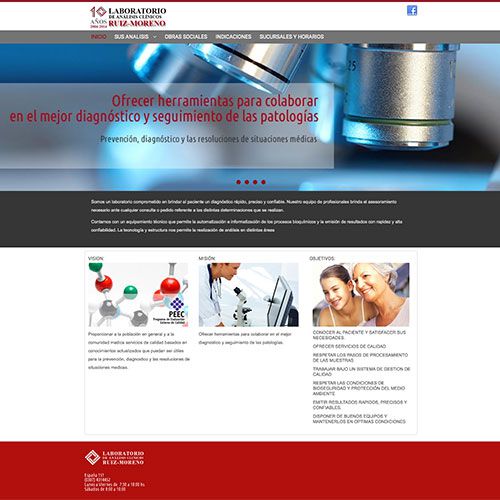 10
AÑOS
2004 2014
LABORATORIO
DE ANÁLISIS CLÍNICOS
RUIZ-MORENO
INICIO SUS ANALISIS OBRAS SOCIALES INDICACIONES SUCURSALES Y HORARIOS
Ofrecer herramientas para colaborar
en el mejor diagnóstico y seguimiento de las patologías
Prevención, diagnóstico y las resoluciones de situaciones médicas
Somos un laboratorio comprometido en brindar al paciente un diagnóstico rápido, preciso y confiable. Nuestro equipo de profesionales brinda el asesoramiento
necesario ante cualquier consulta o pedido referente a las distintas determinaciones que se realizan.
Contamos con un equipamiento técnico que permite la automatización e informatización de los procesos bioquímicos y la emisión de resultados con rapidez y alta
confiabilidad. La tecnología y estructura nos permite la realización de análisis en distintas áreas
VISION:
PEEC
Programa de Evaluación
Externa de Calidad
Proporcionar a la población en general y a la
comunidad medica servicios de calidad basados en
conocimientos actualizados que puedan ser útiles
para la prevención, diagnostico y las resoluciones de
situaciones medicas.
MISIÓN:
Ofrecer herramientas para colaborar en el mejor
diagnostico y seguimiento de las patologías.
OBJETIVOS:
CONOCER AL PACIENTE Y SATISFACER SUS
NECESIDADES.
OFRECER SERVICIOS DE CALIDAD
RESPETAR LOS PASOS DE PROCESAMIENTO
DE LAS MUESTRAS
TRABAJAR BAJO UN SISTEMA DE GESTION DE
CALIDAD
RESPETAR LAS CONDICIONES DE
BIOSEGURIDAD Y PROTECCIÓN DEL MEDIO
AMBIENTE
EMITIR RESULTADOS RAPIDOS, PRECISOS Y
CONFIABLES.
DISPONER DE BUENOS EQUIPOS Y
MANTENERLOS EN OPTIMAS CONDICIONES
LABORATORIO
DE ANÁLISIS CLÍNICOS
RUIZ-MORENO
España 151
(0387) 4314452
Lunes a Viernes de 7:30 a 18:00 hs
Sábados de 8:00 a 18:00